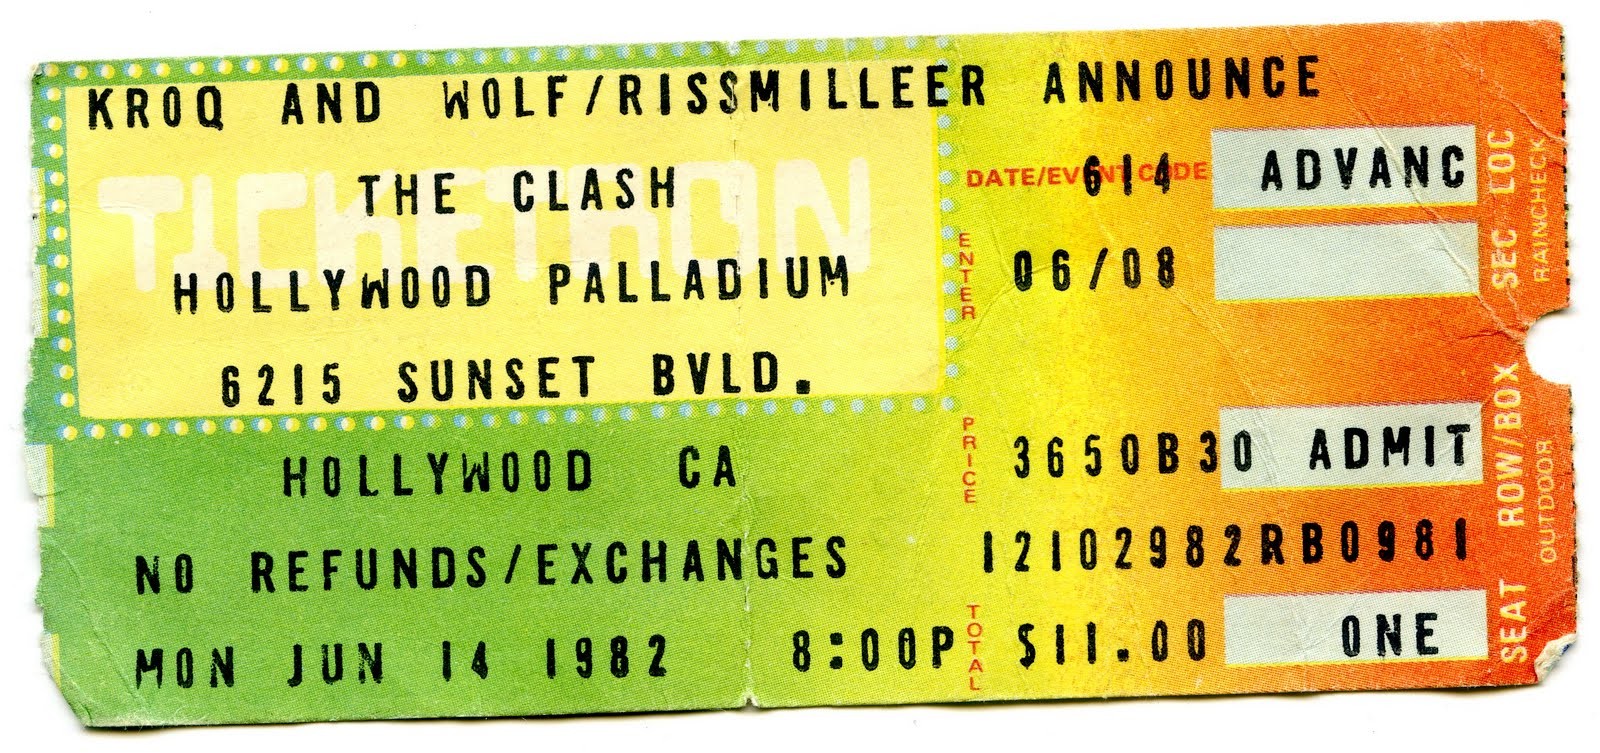 KROQ AND WOLF/RISSMILLEER ANNOUNCE
TICKETRON
THE CLASH
HOLLYWOOD PALLADIUM
6215 SUNSET BVLD.
HOLLYWOOD CA
NO REFUNDS/EXCHANGES
MON JUN 14 1982 8:00P
DATE/EVENT CODE
614 ADVANC
ENTER
06/08
PRICE
3650B30 ADMIT
12102982RB0981
TOTAL
$11.00 ONE
SEC LOC
ROW/BOX
SEAT
RAINCHECK
OUTDOOR